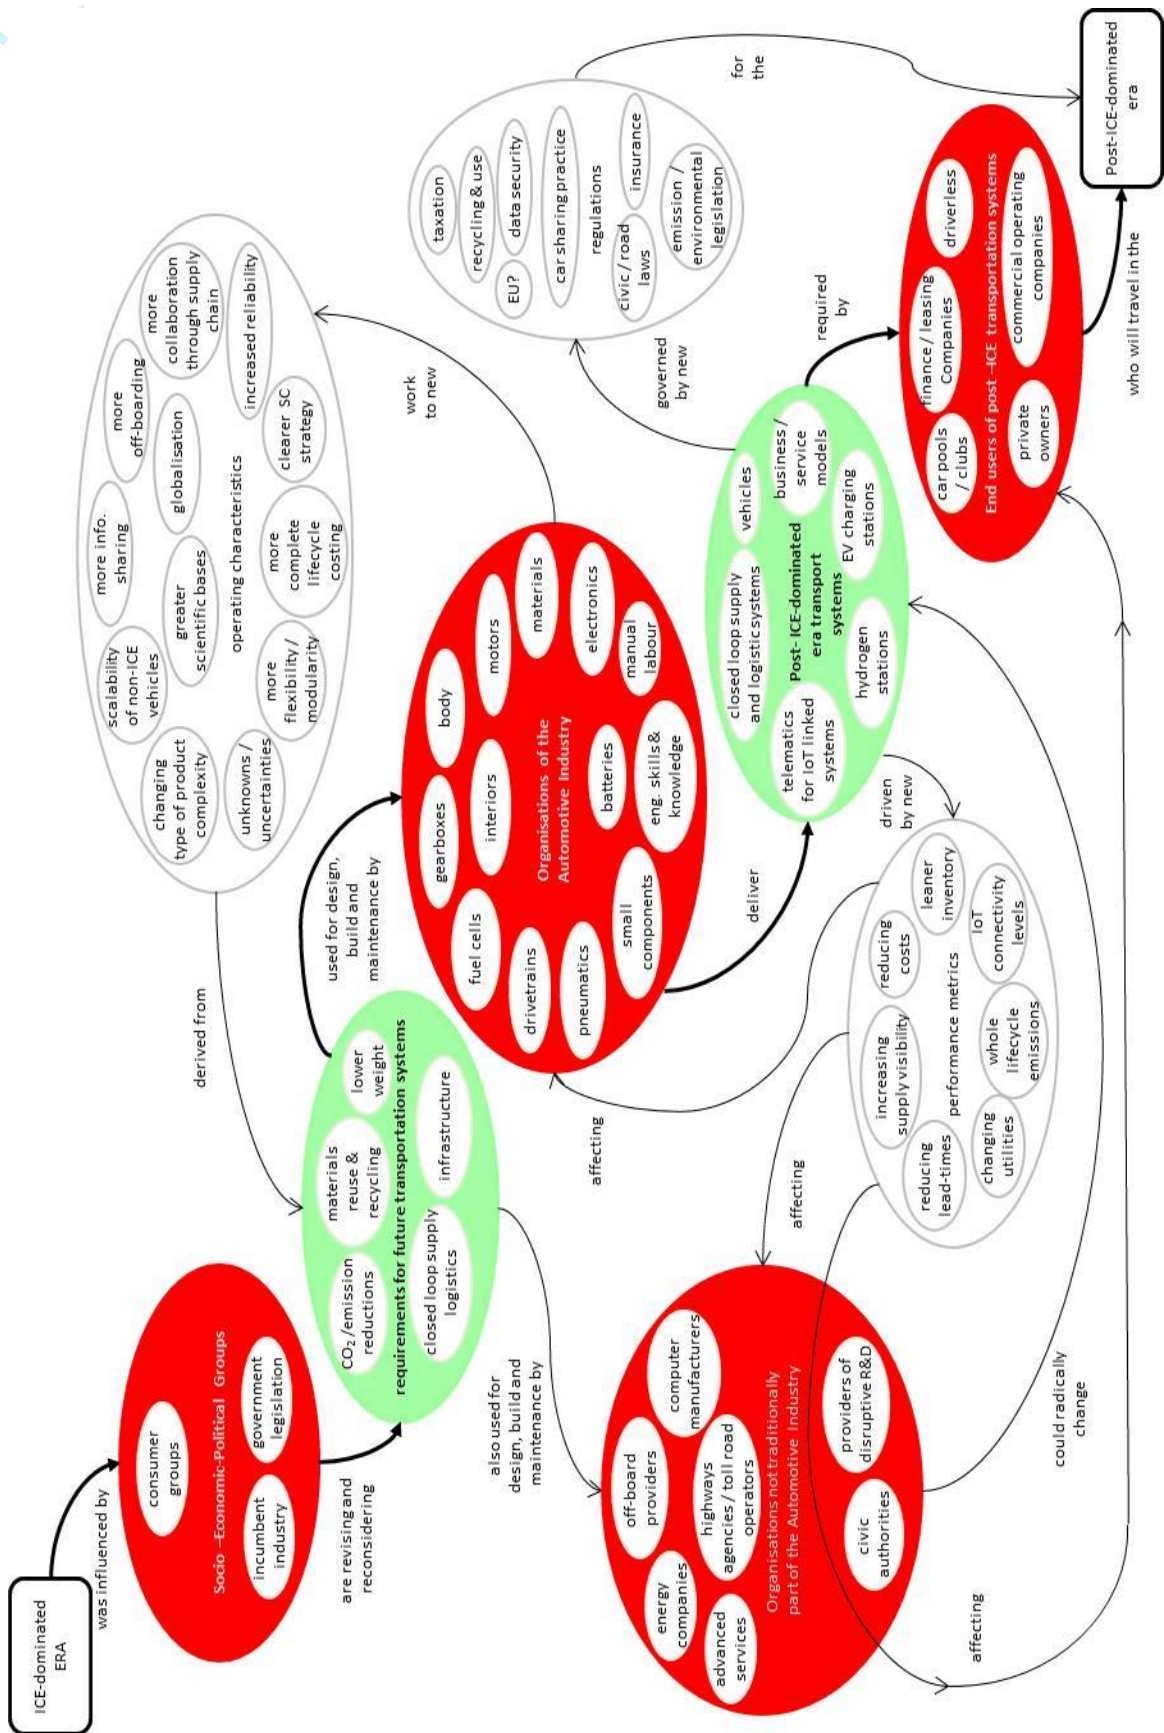 ICE-dominated
ERA
was influenced by
consumer
groups
Socio –Economic-Political Groups
incumbent
industry
government
legislation
are revising and
reconsidering
CO₂ /emission
reductions
materials
reuse &
recycling
lower
weight
requirements for future transportation systems
closed loop supply
logistics
infrastructure
derived from
used for design,
build and
maintenance by
also used for
design, build and
maintenance by
changing
type of product
complexity
scalability
of non-ICE
vehicles
more info.
sharing
more
off-boarding
more
collaboration
through supply
chain
greater
scientific bases
globalisation
operating characteristics
unknowns /
uncertainties
more
flexibility /
modularity
more
complete
lifecycle
costing
clearer SC
strategy
increased reliability
work
to new
gearboxes
body
fuel cells
interiors
motors
drivetrains
Organisations of the
Automotive Industry
materials
pneumatics
batteries
electronics
small
components
eng. skills &
knowledge
manual
labour
deliver
affecting
taxation
recycling & use
EU?
data security
car sharing practice
regulations
civic / road
laws
insurance
emission /
environmental
legislation
for
the
governed
by new
closed loop supply
and logistic systems
vehicles
telematics
for IoT linked
systems
Post- ICE-dominated
era transport
systems
business /
service
models
hydrogen
stations
EV charging
stations
required
by
driven
by new
car pools
/ clubs
finance / leasing
Companies
driverless
End users of post –ICE transportation systems
private
owners
commercial operating
companies
who will travel in the
Post-ICE-dominated
era
increasing
supply visibility
reducing
costs
leaner
inventory
reducing
lead-times
performance metrics
changing
utilities
whole
lifecycle
emissions
IoT
connectivity
levels
affecting
off-board
providers
computer
manufacturers
energy
companies
highways
agencies / toll road
operators
advanced
services
Organisations not traditionally
part of the Automotive Industry
civic
authorities
providers of
disruptive R&D
could radically
change
affecting